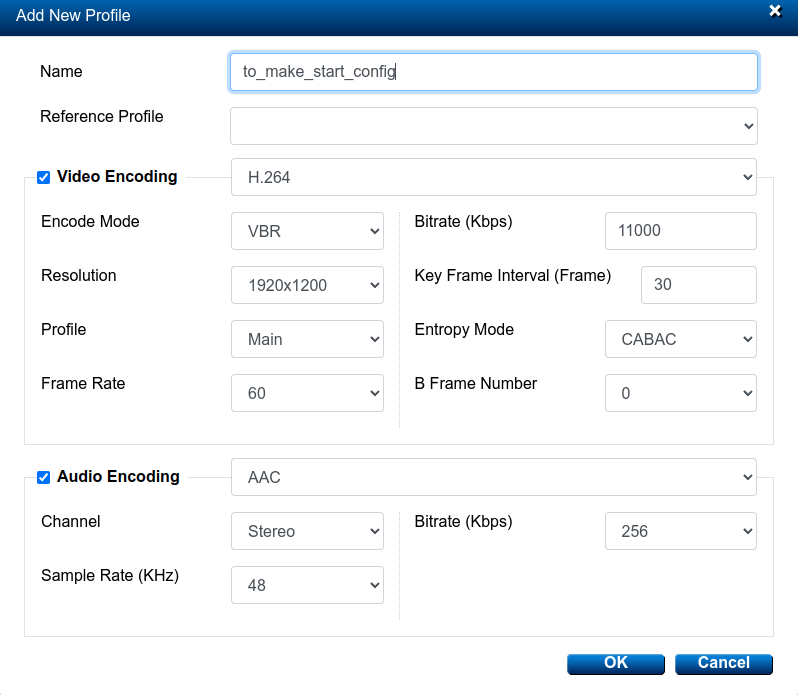 Add New Profile
Name to_make_start_config
Reference Profile
Video Encoding H.264
Encode Mode VBR Bitrate (Kbps) 11000
Resolution 1920x1200 Key Frame Interval (Frame) 30
Profile Main Entropy Mode CABAC
Frame Rate 60 B Frame Number 0
Audio Encoding AAC
Channel Stereo Bitrate (Kbps) 256
Sample Rate (KHz) 48
OK Cancel